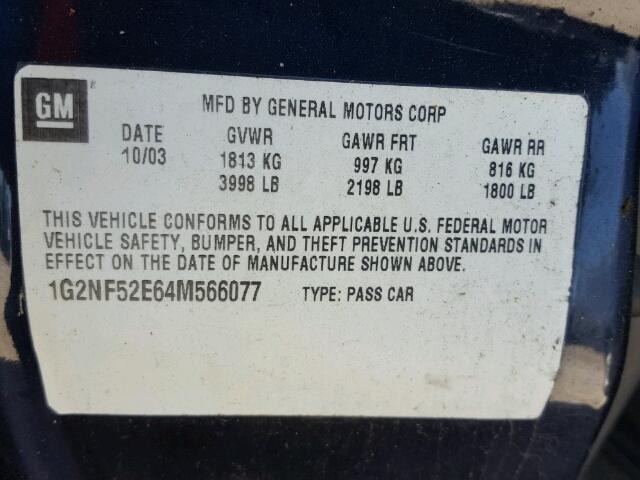 GM ®
MFD BY GENERAL MOTORS CORP
DATE GVWR GAWR FRT GAWR RR
10/03 1813 KG 997 KG 816 KG
3998 LB 2198 LB 1800 LB
THIS VEHICLE CONFORMS TO ALL APPLICABLE U.S. FEDERAL MOTOR
VEHICLE SAFETY, BUMPER, AND THEFT PREVENTION STANDARDS IN
EFFECT ON THE DATE OF MANUFACTURE SHOWN ABOVE.
1G2NF52E64M566077 TYPE: PASS CAR